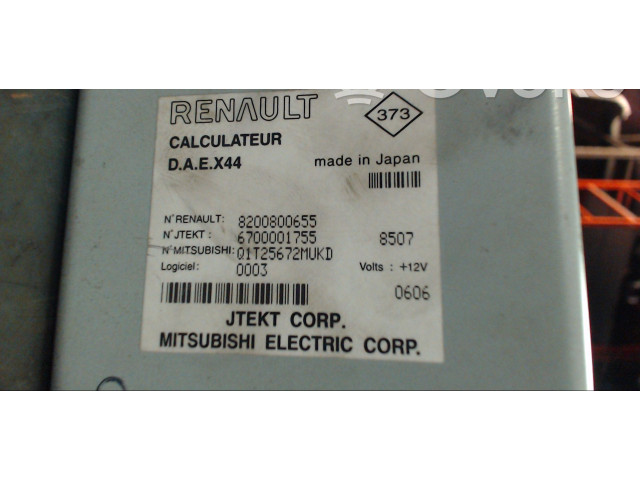 RENAULT
373
CALCULATEUR
D.A.E.X44
made in Japan
N°RENAULT: 8200800655
N°JTEKT : 6700001755 8507
N°MITSUBISHI: Q1T25672MUKD
Logiciel: 0003 Volts : +12V
0606
JTEKT CORP.
MITSUBISHI ELECTRIC CORP.